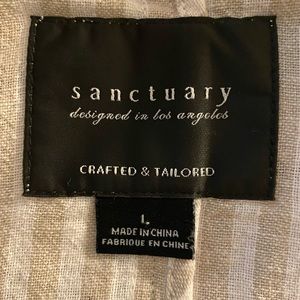 sanctuary
designed in los angeles
CRAFTED & TAILORED
L
MADE IN CHINA
FABRIQUE EN CHINE